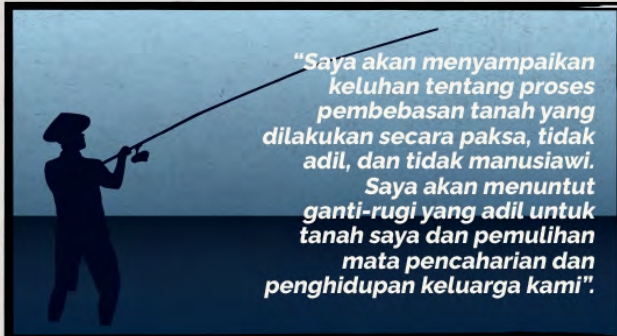 “Saya akan menyampaikan
keluhan tentang proses
pembebasan tanah yang
dilakukan secara paksa, tidak
adil, dan tidak manusiawi.
Saya akan menuntut
ganti-rugi yang adil untuk
tanah saya dan pemulihan
mata pencaharian dan
penghidupan keluarga kami”.